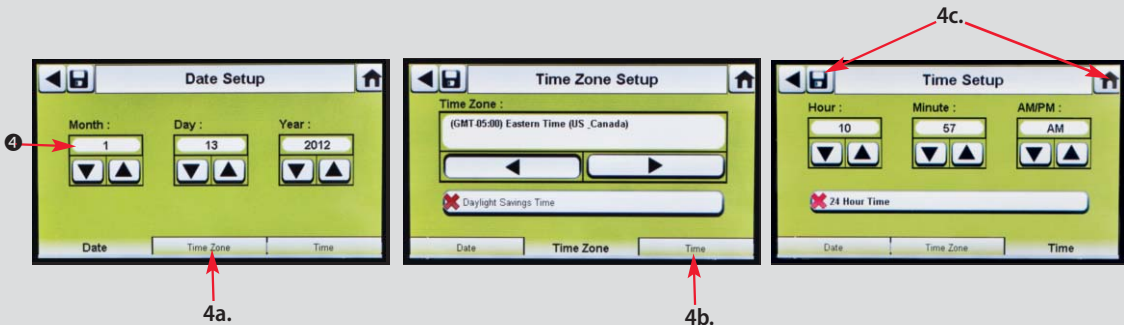 4c.
Date Setup
Month :
Day :
Year :
4
1
13
2012
Date
Time Zone
Time
4a.
Time Zone Setup
Time Zone :
(GMT-05:00) Eastern Time (US_Canada)
Daylight Savings Time
Date
Time Zone
Time
4b.
Time Setup
Hour :
Minute :
AM/PM :
10
57
AM
24 Hour Time
Date
Time Zone
Time